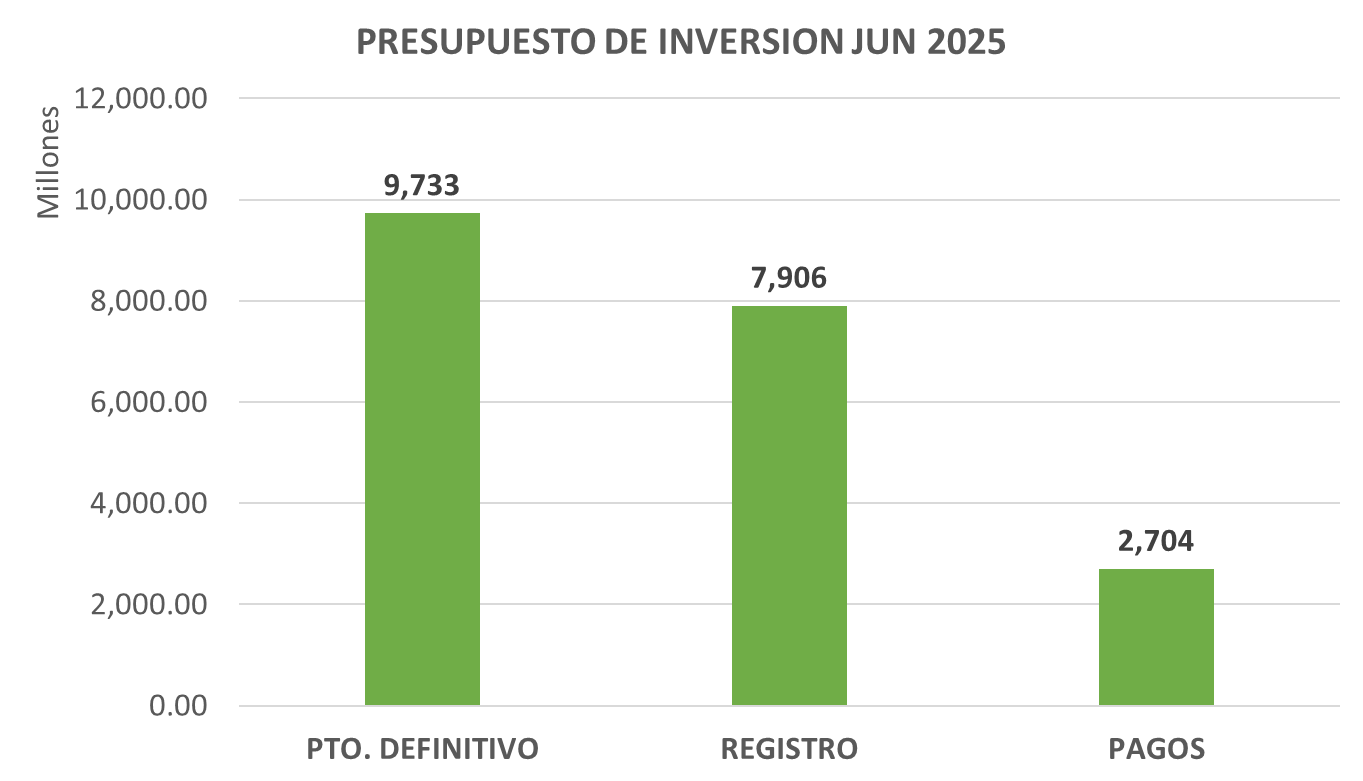 PRESUPUESTO DE INVERSION JUN 2025
Millones
12,000.00
10,000.00
8,000.00
6,000.00
4,000.00
2,000.00
0.00
9,733
7,906
2,704
PTO. DEFINITIVO
REGISTRO
PAGOS